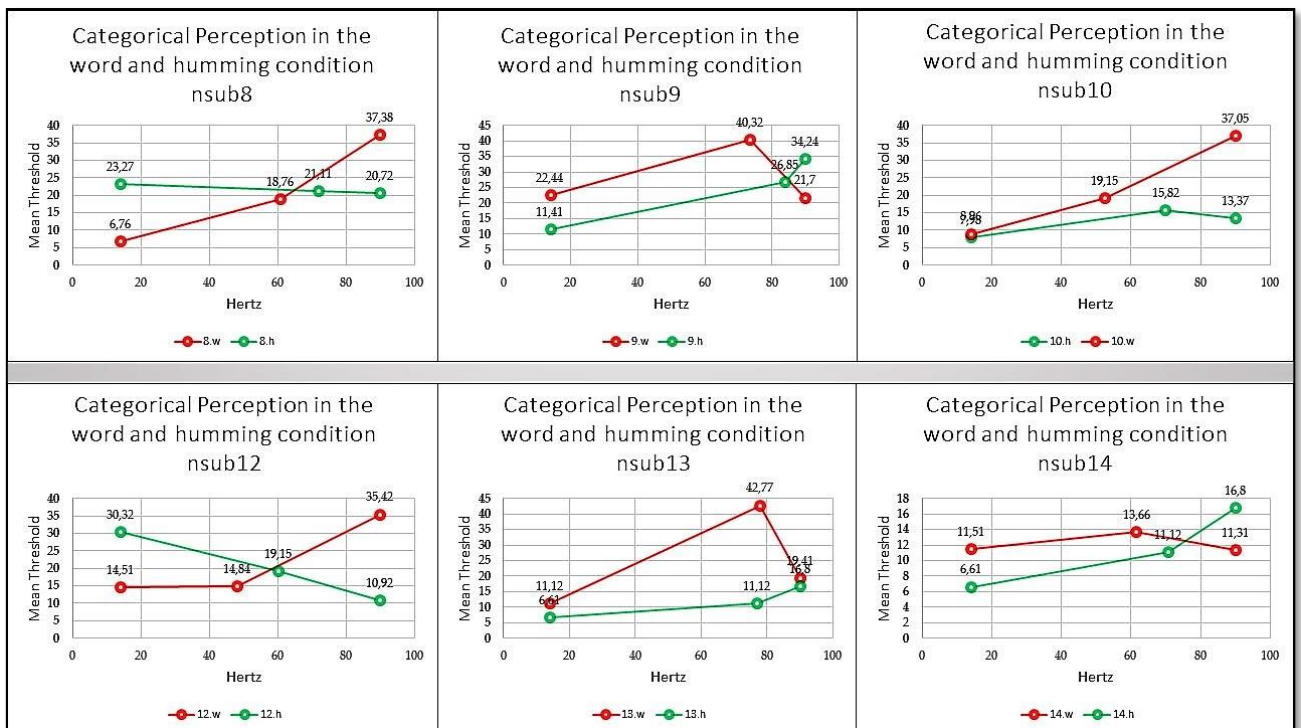 Categorical Perception in the
word and humming condition
nsub8
40
35
30
25
20
15
10
5
0
Mean Threshold
23,27
6,76
18,76
21,11
37,38
20,72
0 20 40 60 80 100
Hertz
8.w 8.h
Categorical Perception in the
word and humming condition
nsub9
45
40
35
30
25
20
15
10
5
0
Mean Threshold
22,44
11,41
40,32
26,85
34,24
21,7
0 20 40 60 80 100
Hertz
9.w 9.h
Categorical Perception in the
word and humming condition
nsub10
40
35
30
25
20
15
10
5
0
Mean Threshold
7,98
19,15
15,82
37,05
13,37
0 20 40 60 80 100
Hertz
10.h 10.w
Categorical Perception in the
word and humming condition
nsub12
40
35
30
25
20
15
10
5
0
Mean Threshold
30,32
14,51
14,84
19,15
35,42
10,92
0 20 40 60 80 100
Hertz
12.w 12.h
Categorical Perception in the
word and humming condition
nsub13
45
40
35
30
25
20
15
10
5
0
Mean Threshold
11,12
6,61
42,77
11,12
19,41
16,8
0 20 40 60 80 100
Hertz
13.w 13.h
Categorical Perception in the
word and humming condition
nsub14
18
16
14
12
10
8
6
4
2
0
Mean Threshold
11,51
6,61
13,66
11,12
16,8
11,31
0 20 40 60 80 100
Hertz
14.w 14.h